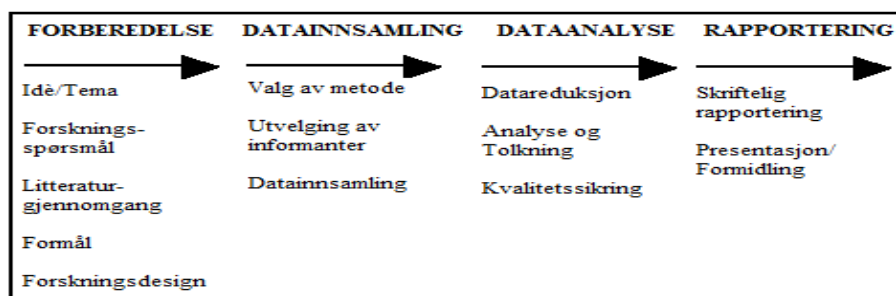 FORBEREDELSE
Idè/Tema
Forsknings-
spørsmål
Litteratur-
gjennomgang
Formål
Forskningsdesign
DATAINNSAMLING
Valg av metode
Utvelging av
informanter
Datainnsamling
DATAANALYSE
Datareduksjon
Analyse og
Tolkning
Kvalitetssikring
RAPPORTERING
Skriftelig
rapportering
Presentasjon/
Formidling